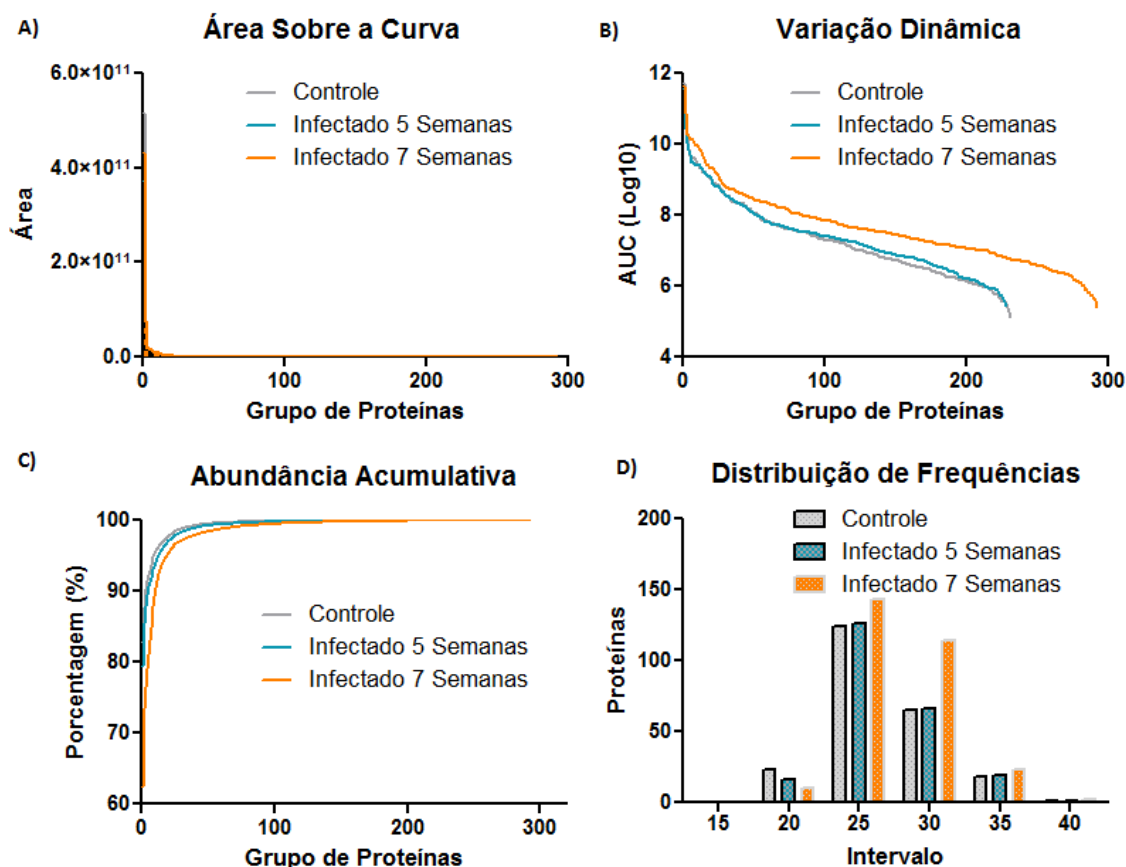 A)
Área Sobre a Curva
6.0×10¹¹
4.0×10¹¹
2.0×10¹¹
0.0
Área
Controle
Infectado 5 Semanas
Infectado 7 Semanas
0 100 200 300
Grupo de Proteínas
B)
Variação Dinâmica
12
10
8
6
4
AUC (Log10)
Controle
Infectado 5 Semanas
Infectado 7 Semanas
0 100 200 300
Grupo de Proteínas
C)
Abundância Acumulativa
100
90
80
70
60
Porcentagem (%)
Controle
Infectado 5 Semanas
Infectado 7 Semanas
0 100 200 300
Grupo de Proteínas
D)
Distribuição de Frequências
200
150
100
50
0
Proteínas
Controle
Infectado 5 Semanas
Infectado 7 Semanas
15 20 25 30 35 40
Intervalo